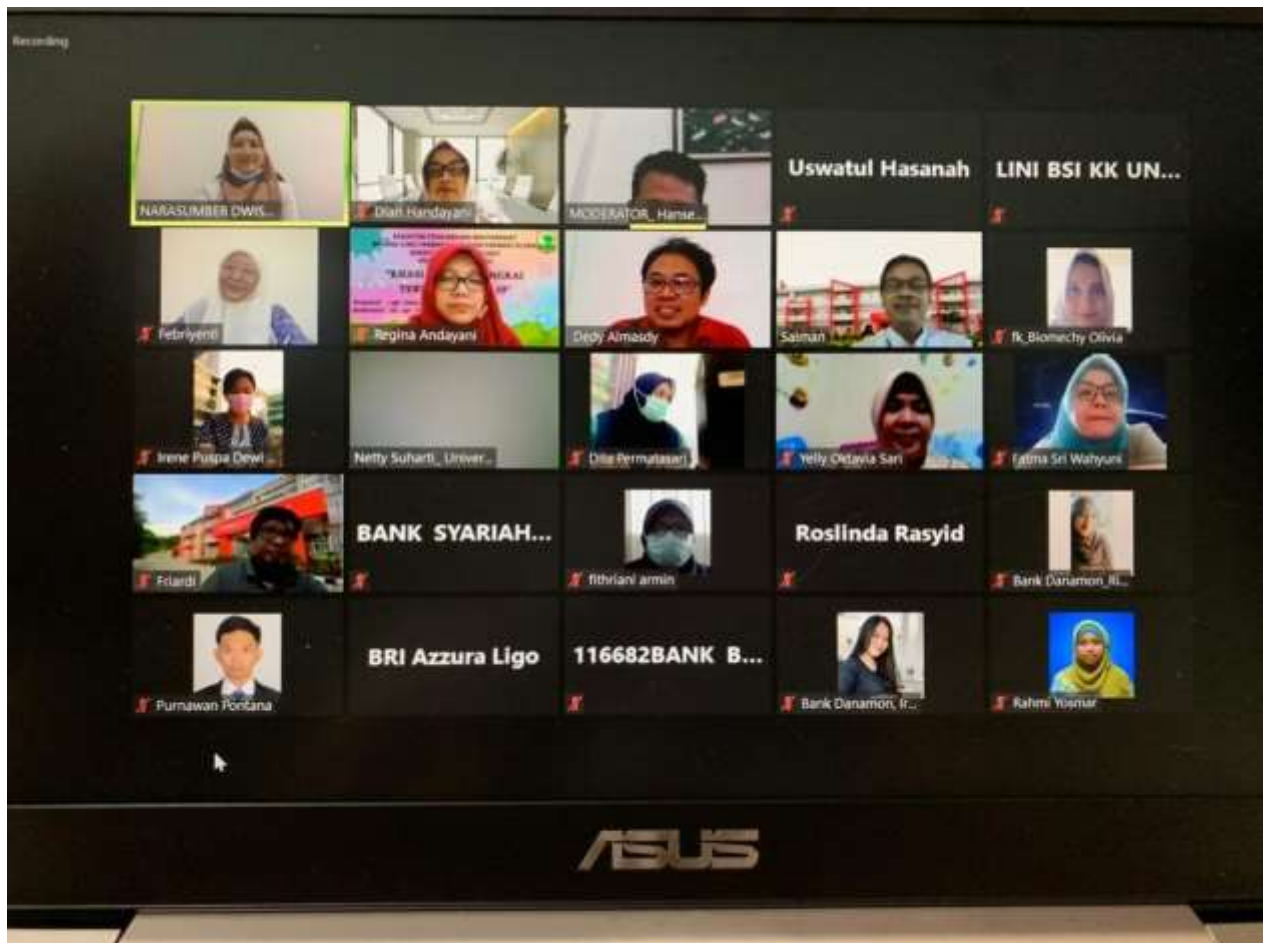 Recording
NARASUMBER DWIS...
Dian Handayani
MODERATOR_ Hanse...
Uswatul Hasanah
LINI BSI KK UN...
Febriyenti
Regina Andayani
Dedy Almasdy
Salman
fk_Biomechy Olivia
Irene Puspa Dewi ...
Netty Suharti_ Univer...
Dita Permatasari
Yelly Oktavia Sari
Fatma Sri Wahyuni
Friardi
BANK SYARIAH...
fithriani armin
Roslinda Rasyid
Bank Danamon_Ri...
Purnawan Pontana
BRI Azzura Ligo
116682BANK B...
Bank Danamon, Ir...
Rahmi Yosmar
ASUS